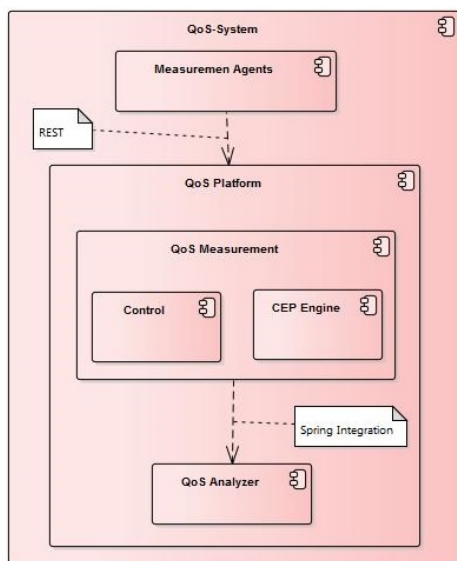 QoS-System
Measuremen Agents
REST
QoS Platform
QoS Measurement
Control
CEP Engine
Spring Integration
QoS Analyzer